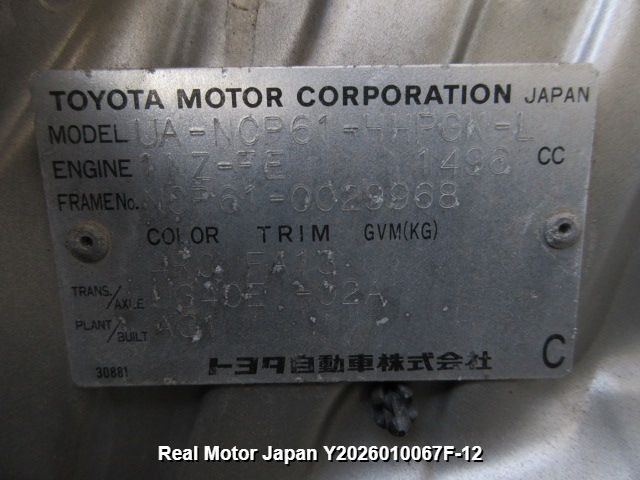 TOYOTA MOTOR CORPORATION JAPAN
MODEL UA-NCP61-HHPGK-L
ENGINE 1NZ-FE 1496 CC
FRAME No. NCP61-0029968
COLOR TRIM GVM(KG)
FA13
TRANS./AXLE -02A
PLANT/BUILT
30881 トヨタ自動車株式会社 C
Real Motor Japan Y2026010067F-12